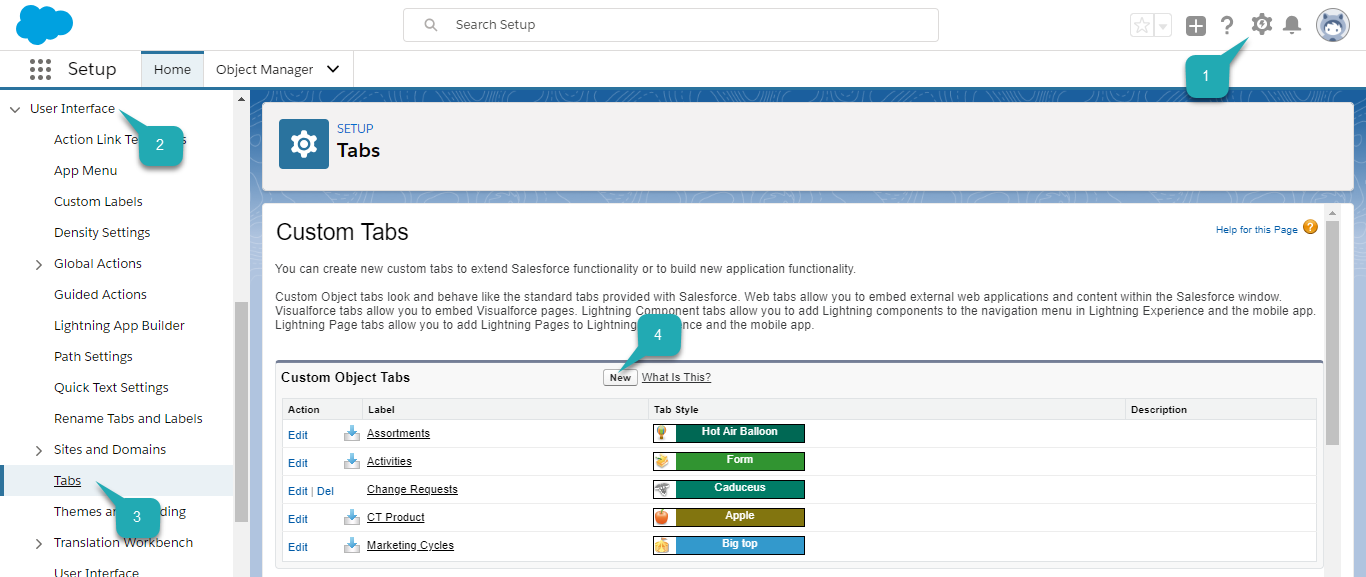 Search Setup
1
Setup
Home
Object Manager
User Interface
2
Action Link Te s
App Menu
Custom Labels
Density Settings
Global Actions
Guided Actions
Lightning App Builder
Path Settings
Quick Text Settings
Rename Tabs and Labels
Sites and Domains
Tabs
3
Themes an ding
Translation Workbench
User Interface
SETUP
Tabs
Custom Tabs
Help for this Page ?
You can create new custom tabs to extend Salesforce functionality or to build new application functionality.
Custom Object tabs look and behave like the standard tabs provided with Salesforce. Web tabs allow you to embed external web applications and content within the Salesforce window.
Visualforce tabs allow you to embed Visualforce pages. Lightning Component tabs allow you to add Lightning components to the navigation menu in Lightning Experience and the mobile app.
Lightning Page tabs allow you to add Lightning Pages to Lightning nce and the mobile app.
4
Custom Object Tabs New What Is This?
Action Label Tab Style Description
Edit Assortments Hot Air Balloon
Edit Activities Form
Edit | Del Change Requests Caduceus
Edit CT Product Apple
Edit Marketing Cycles Big top